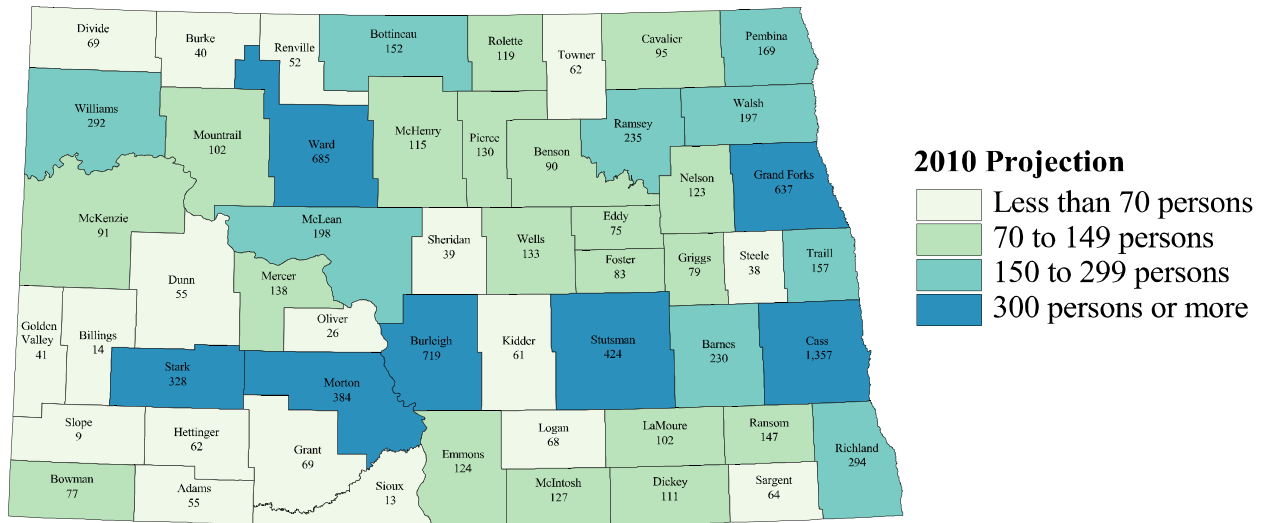 Divide
69
Burke
40
Renville
52
Bottineau
152
Rolette
119
Towner
62
Cavalier
95
Pembina
169
Williams
292
Mountrail
102
Ward
685
McHenry
115
Pierce
130
Benson
90
Ramsey
235
Walsh
197
Nelson
123
Grand Forks
637
McKenzie
91
Dunn
55
McLean
198
Mercer
138
Oliver
26
Sheridan
39
Wells
133
Eddy
75
Foster
83
Griggs
79
Steele
38
Traill
157
Golden
Valley
41
Billings
14
Stark
328
Morton
384
Burleigh
719
Kidder
61
Stutsman
424
Barnes
230
Cass
1,357
Slope
9
Hettinger
62
Grant
69
Bowman
77
Adams
55
Sioux
13
Emmons
124
Logan
68
McIntosh
127
LaMoure
102
Dickey
111
Ransom
147
Sargent
64
Richland
294
2010 Projection
Less than 70 persons
70 to 149 persons
150 to 299 persons
300 persons or more